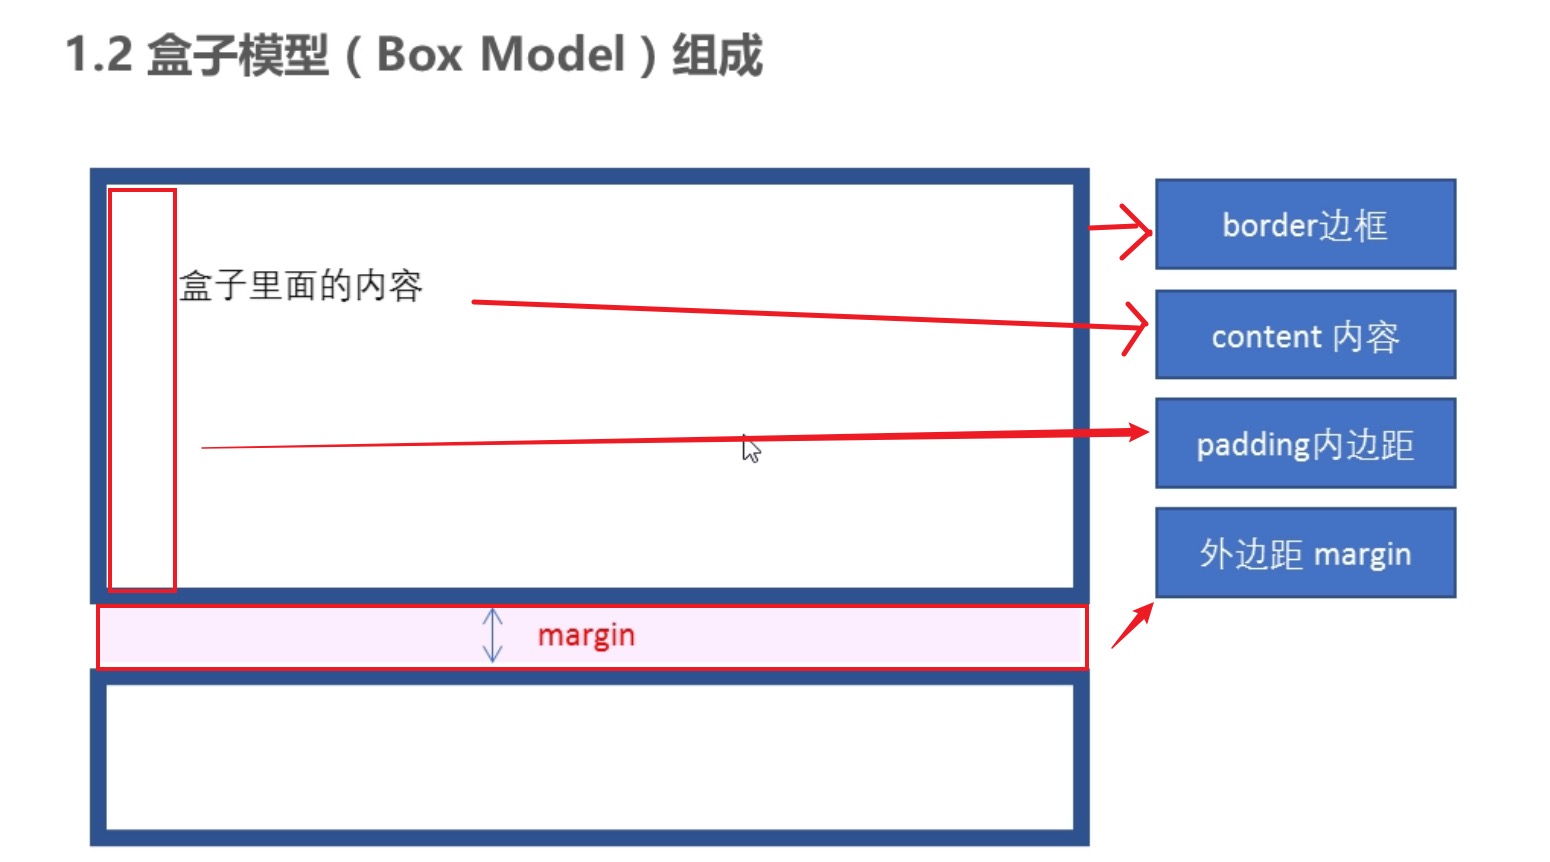 1.2 盒子模型（Box Model）组成
border边框
盒子里面的内容
content 内容
padding内边距
外边距 margin
margin